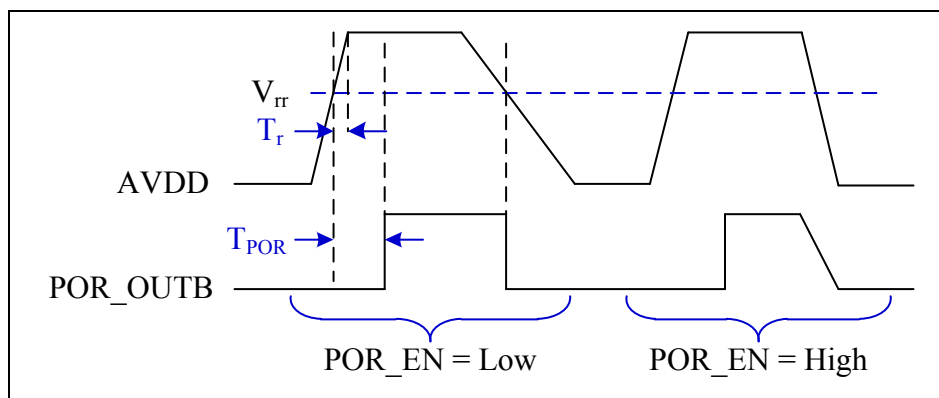 Vrr
Tr
AVDD
TPOR
POR_OUTB
POR_EN = Low
POR_EN = High